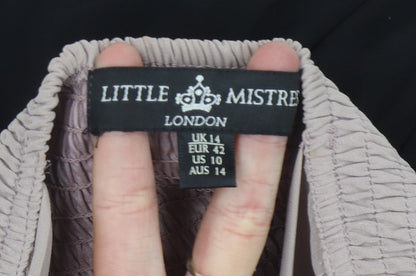 LITTLE MISTRES
LONDON
UK 14
EUR 42
US 10
AUS 14